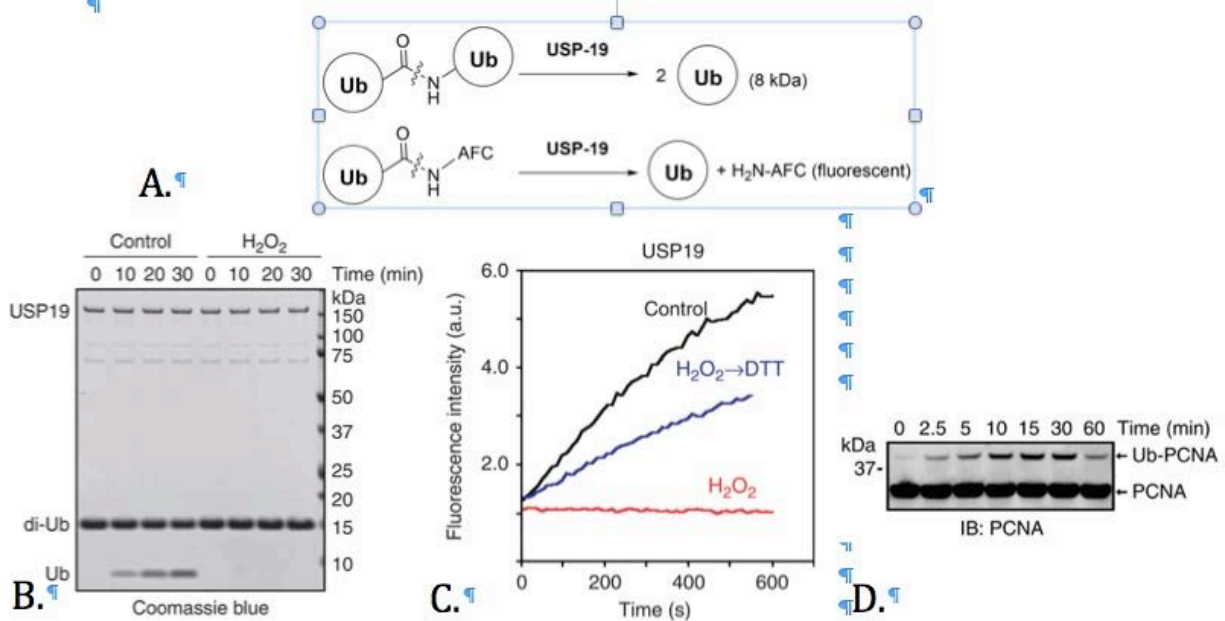 ¶
O
Ub
N
H
Ub
USP-19
2
Ub
(8 kDa)
O
Ub
N
H
AFC
USP-19
Ub
+ H₂N-AFC (fluorescent)
¶
A.¶
¶
¶
¶
¶
¶
¶
Control H₂O₂
0 10 20 30 0 10 20 30 Time (min)
kDa
USP19
150
100
75
50
37
25
20
di-Ub
15
10
Ub
B.¶
Coomassie blue
USP19
Fluorescence intensity (a.u.)
6.0
4.0
2.0
Control
H₂O₂→DTT
H₂O₂
0 200 400 600
Time (s)
C.¶
0 2.5 5 10 15 30 60 Time (min)
kDa
37-
←Ub-PCNA
←PCNA
IB: PCNA
¶
¶
¶
¶D.¶